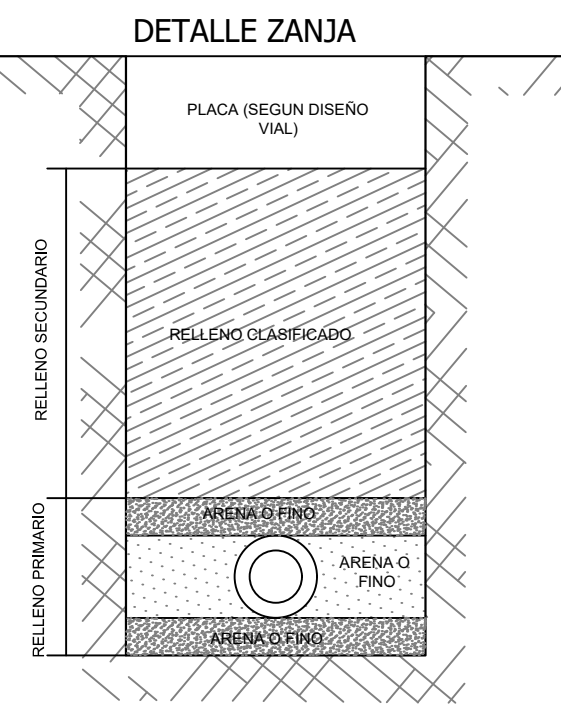 DETALLE ZANJA
PLACA (SEGUN DISEÑO
VIAL)
RELLENO SECUNDARIO
RELLENO CLASIFICADO
RELLENO PRIMARIO
ARENA O FINO
ARENA O
FINO
ARENA O FINO